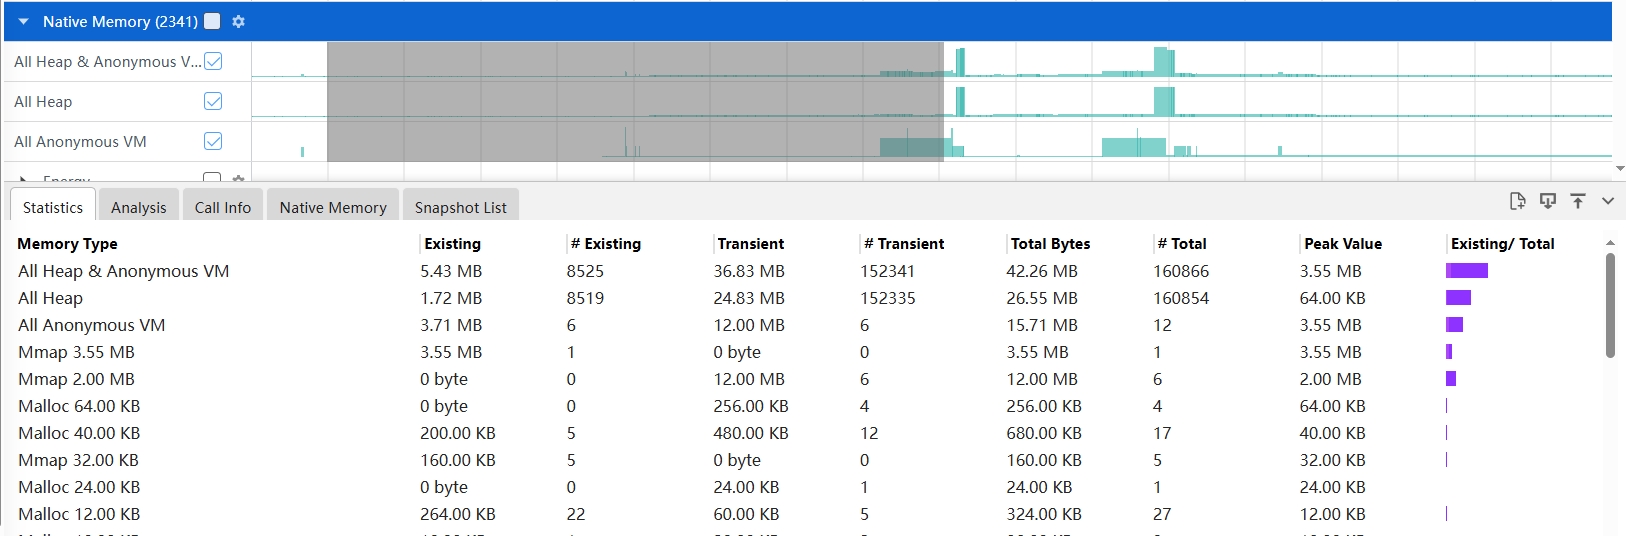 Native Memory (2341)
All Heap & Anonymous V...
All Heap
All Anonymous VM
Energy
Statistics Analysis Call Info Native Memory Snapshot List
Memory Type Existing # Existing Transient # Transient Total Bytes # Total Peak Value Existing/ Total
All Heap & Anonymous VM 5.43 MB 8525 36.83 MB 152341 42.26 MB 160866 3.55 MB
All Heap 1.72 MB 8519 24.83 MB 152335 26.55 MB 160854 64.00 KB
All Anonymous VM 3.71 MB 6 12.00 MB 6 15.71 MB 12 3.55 MB
Mmap 3.55 MB 3.55 MB 1 0 byte 0 3.55 MB 1 3.55 MB
Mmap 2.00 MB 0 byte 0 12.00 MB 6 12.00 MB 6 2.00 MB
Malloc 64.00 KB 0 byte 0 256.00 KB 4 256.00 KB 4 64.00 KB
Malloc 40.00 KB 200.00 KB 5 480.00 KB 12 680.00 KB 17 40.00 KB
Mmap 32.00 KB 160.00 KB 5 0 byte 0 160.00 KB 5 32.00 KB
Malloc 24.00 KB 0 byte 0 24.00 KB 1 24.00 KB 1 24.00 KB
Malloc 12.00 KB 264.00 KB 22 60.00 KB 5 324.00 KB 27 12.00 KB